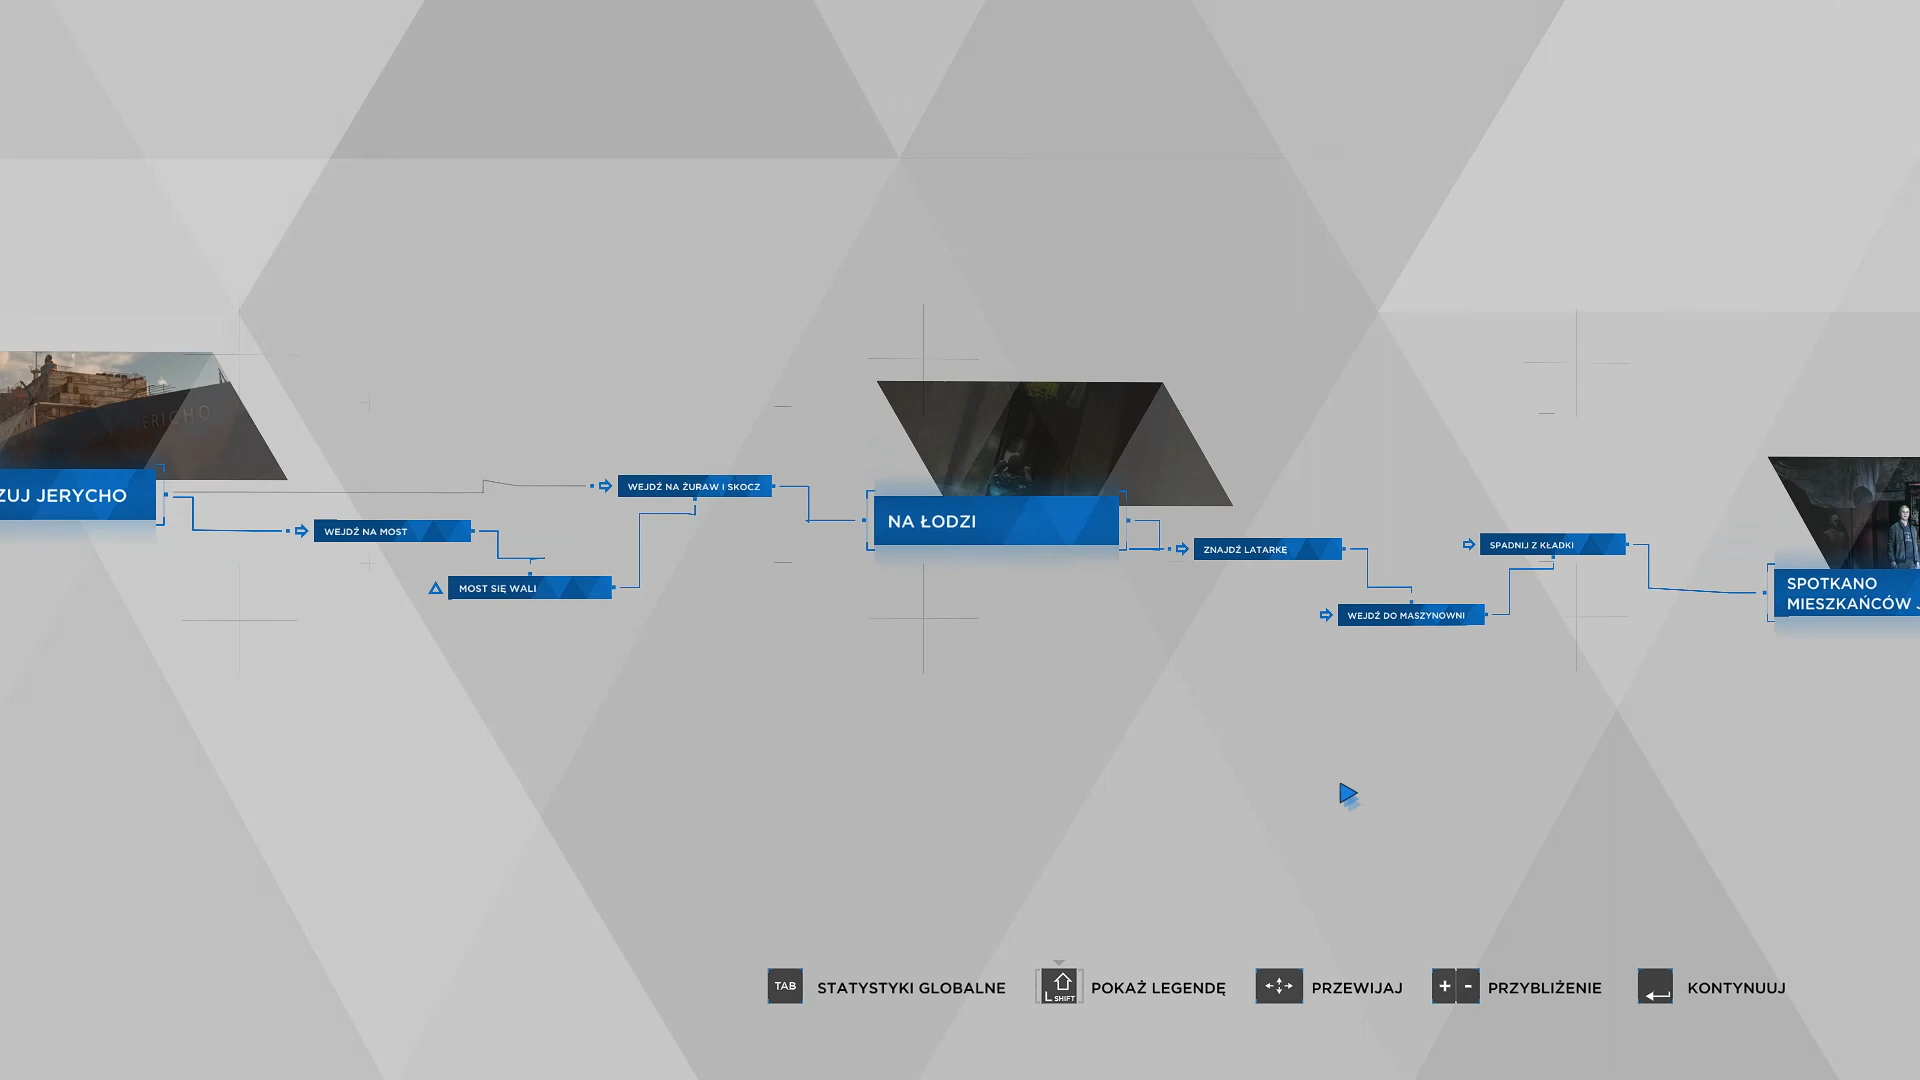 JERICHO
ZUJ JERYCHO
WEJDŹ NA MOST
MOST SIĘ WALI
WEJDŹ NA ŻURAW I SKOCZ
NA ŁODZI
ZNAJDŹ LATARKĘ
WEJDŹ DO MASZYNOWNI
SPADNIJ Z KŁADKI
SPOTKANO
MIESZKAŃCÓW J
TAB STATYSTYKI GLOBALNE
L SHIFT POKAŻ LEGENDĘ
PRZEWIJAJ
+ - PRZYBLIŻENIE
KONTYNUUJ